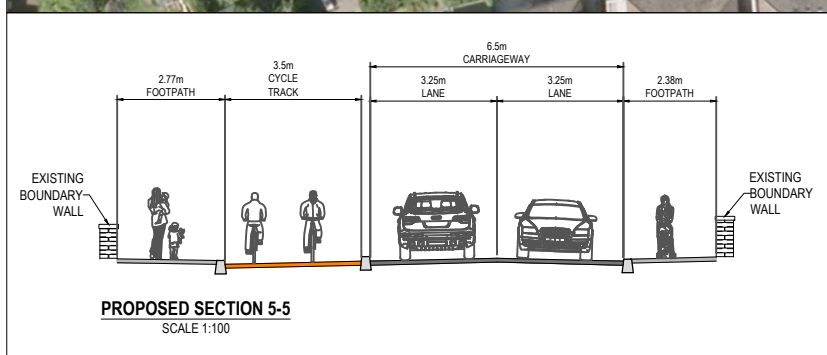 6.5m
CARRIAGEWAY
2.77m
FOOTPATH
3.5m
CYCLE
TRACK
3.25m
LANE
3.25m
LANE
2.38m
FOOTPATH
EXISTING
BOUNDARY
WALL
EXISTING
BOUNDARY
WALL
PROPOSED SECTION 5-5
SCALE 1:100